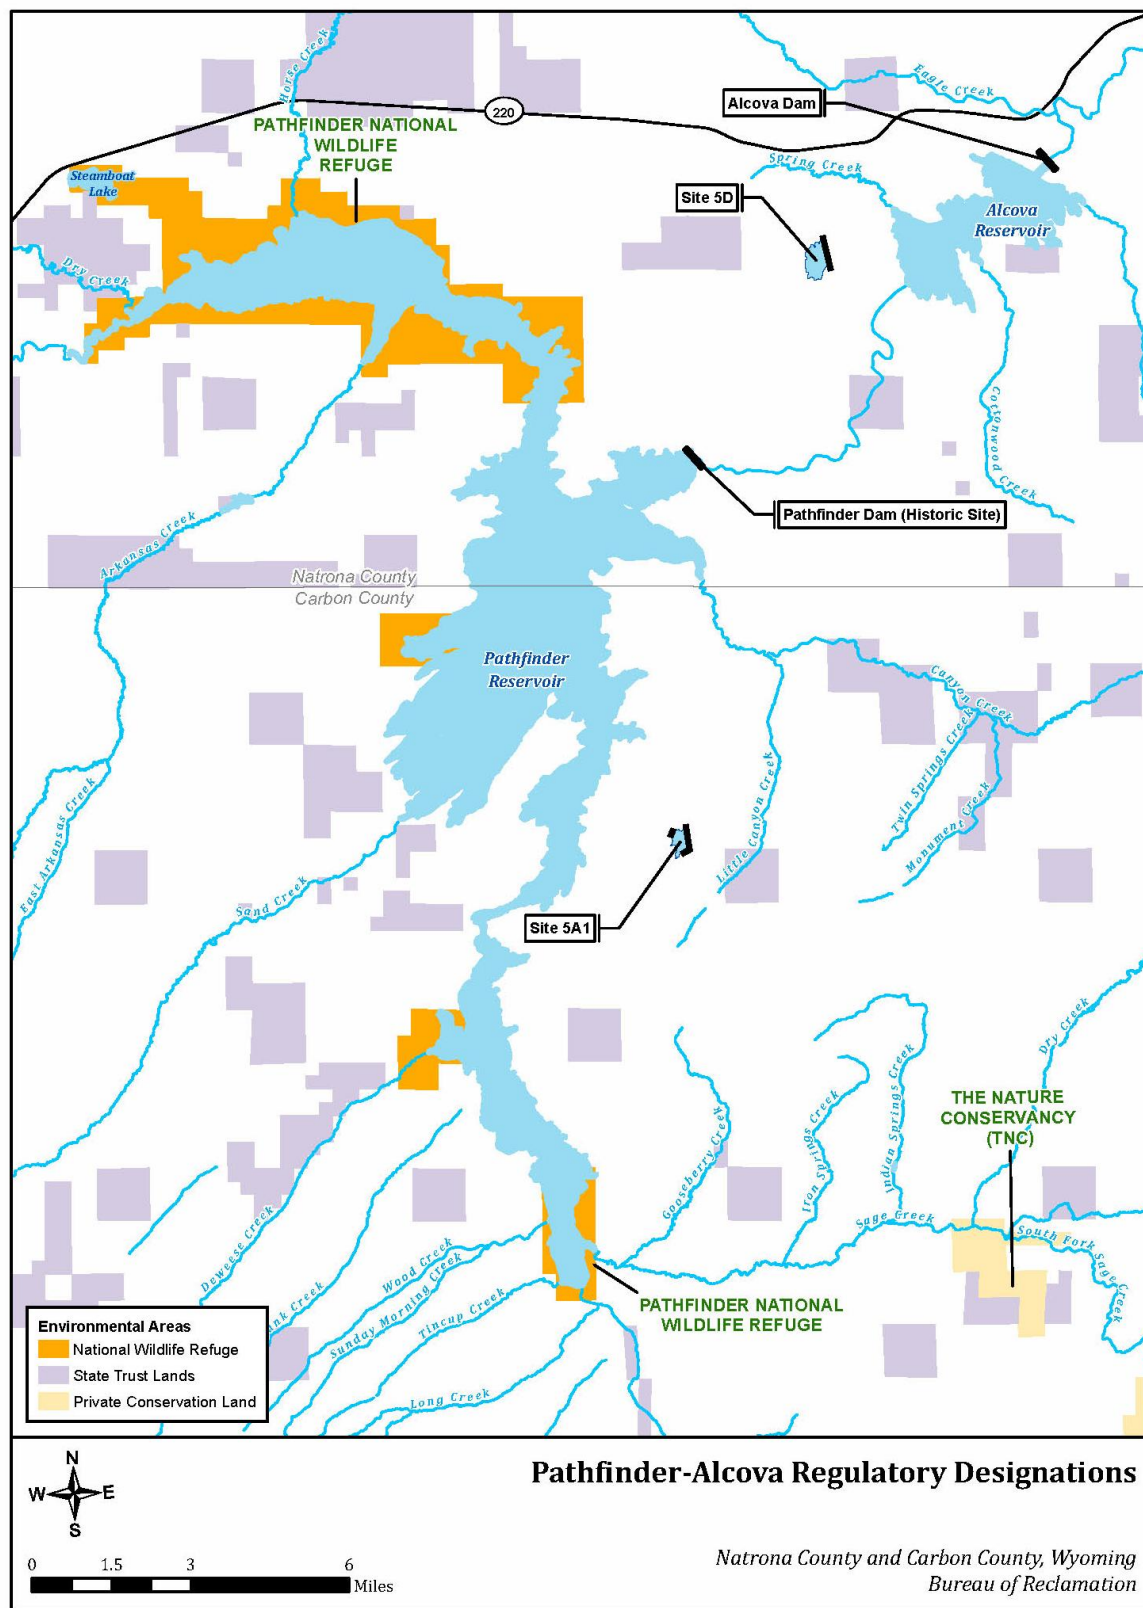 Horse Creek
220
Eagle Creek
Alcova Dam
PATHFINDER NATIONAL
WILDLIFE
REFUGE
Spring Creek
Steamboat
Lake
Site 5D
Alcova
Reservoir
Dry Creek
Cottonwood Creek
Pathfinder Dam (Historic Site)
Arkansas Creek
Natrona County
Carbon County
Pathfinder
Reservoir
Canyon Creek
Twin Springs Creek
Monument Creek
Little Canyon Creek
East Arkansas Creek
Sand Creek
Site 5A1
Dry Creek
THE NATURE
CONSERVANCY
(TNC)
Gooseberry Creek
Iron Springs Creek
Indian Springs Creek
Sage Creek
South Fork Sage Creek
Deweese Creek
Wood Creek
Sunday Morning Creek
Tincup Creek
Creek
Long Creek
PATHFINDER NATIONAL
WILDLIFE REFUGE
Environmental Areas
National Wildlife Refuge
State Trust Lands
Private Conservation Land
N
W E
S
Pathfinder-Alcova Regulatory Designations
0 1.5 3 6
Miles
Natrona County and Carbon County, Wyoming
Bureau of Reclamation